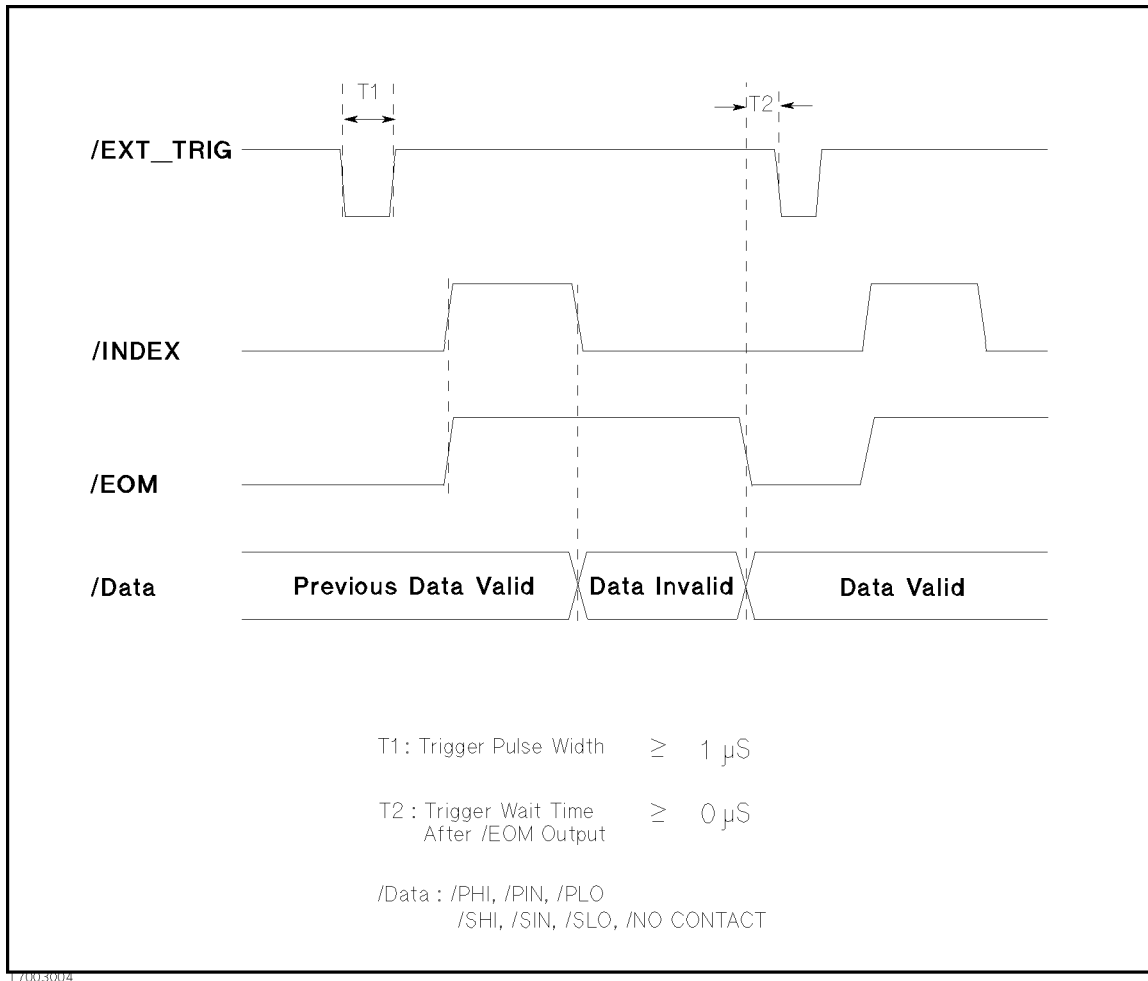 T1
T2
/EXT_TRIG
/INDEX
/EOM
/Data
Previous Data Valid
Data Invalid
Data Valid
T1 : Trigger Pulse Width ≥ 1 µS
T2 : Trigger Wait Time ≥ 0 µS
After /EOM Output
/Data : /PHI, /PIN, /PLO
/SHI, /SIN, /SLO, /NO CONTACT
L7003004